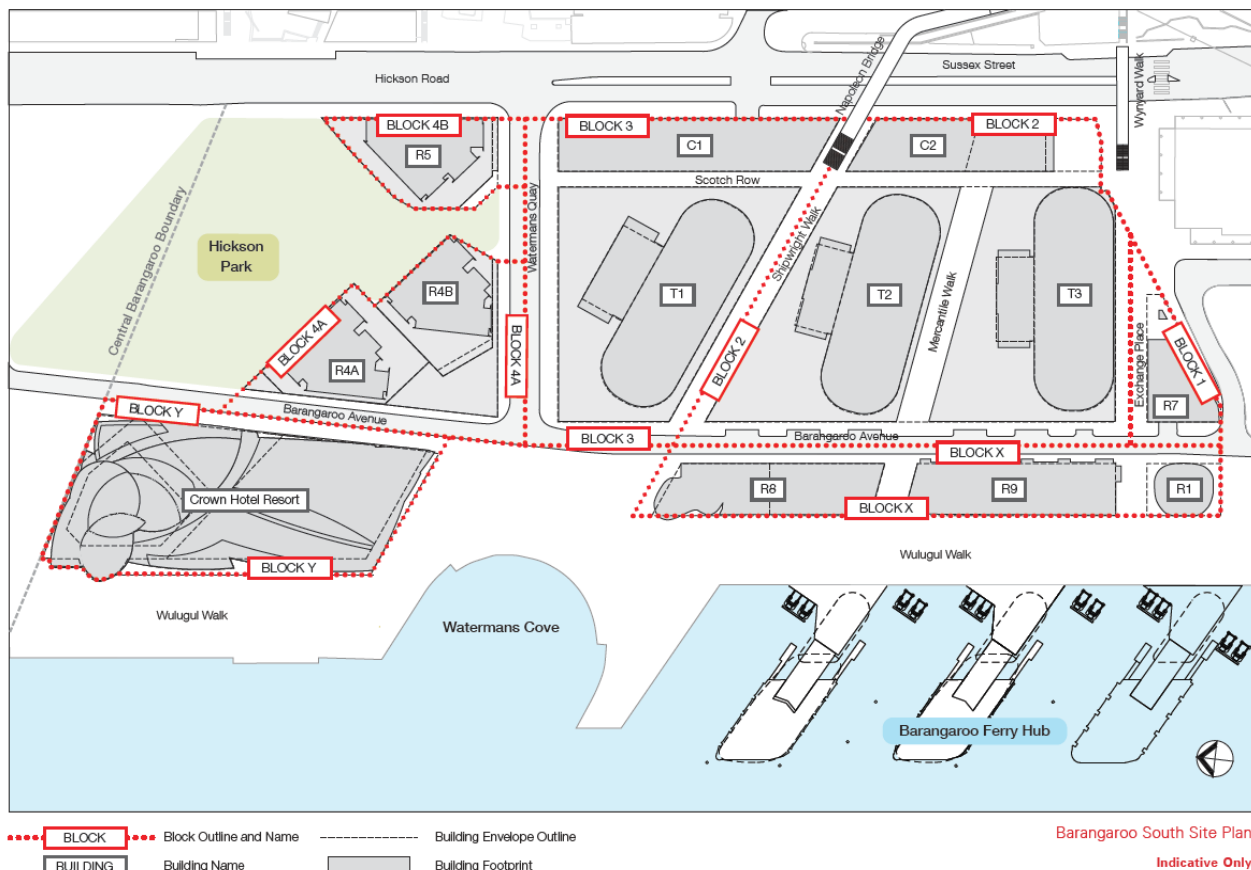 Hickson Road
Sussex Street
Napoleon Bridge
Wynyard Walk
BLOCK 4B
R5
BLOCK 3
C1
C2
BLOCK 2
Scotch Row
Central Barangaroo Boundary
Hickson
Park
Watermans Quay
Shipwright Walk
Mercantile Walk
R4B
T1
T2
T3
BLOCK 4A
BLOCK 4A
BLOCK 2
R4A
Exchange Place
BLOCK 1
R7
BLOCK Y
Barangaroo Avenue
BLOCK 3
Barangaroo Avenue
BLOCK X
Crown Hotel Resort
R8
R9
R1
BLOCK X
BLOCK Y
Wulugul Walk
Wulugul Walk
Watermans Cove
Barangaroo Ferry Hub
BLOCK Block Outline and Name Building Envelope Outline
BUILDING Building Name Building Footprint
Barangaroo South Site Plan
Indicative Only